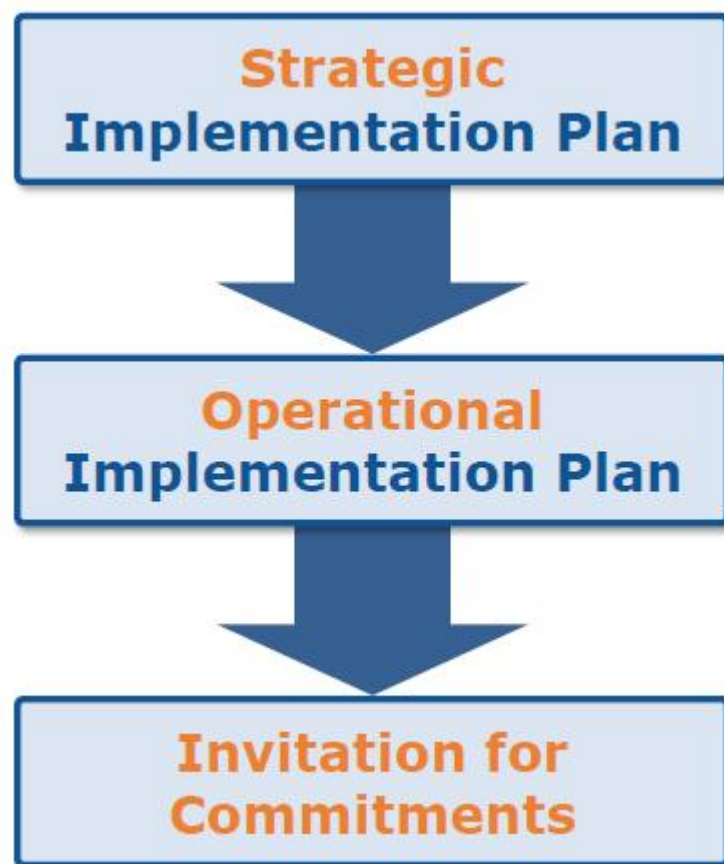 Strategic
Implementation Plan
Operational
Implementation Plan
Invitation for
Commitments